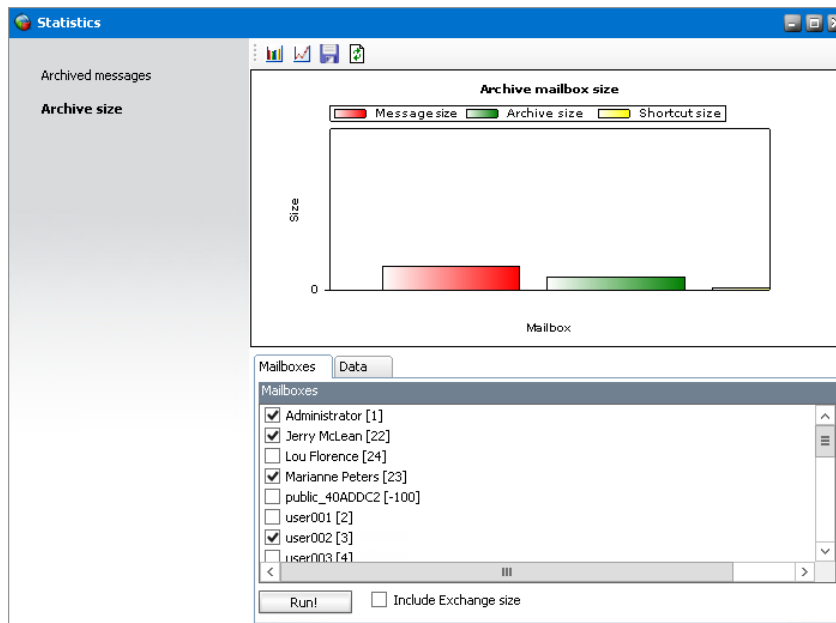 Statistics
Archived messages
Archive size
Archive mailbox size
Message size Archive size Shortcut size
Size
0
Mailbox
Mailboxes Data
Mailboxes
Administrator [1]
Jerry McLean [22]
Lou Florence [24]
Marianne Peters [23]
public_40ADDC2 [-100]
user001 [2]
user002 [3]
user003 [4]
Run! Include Exchange size